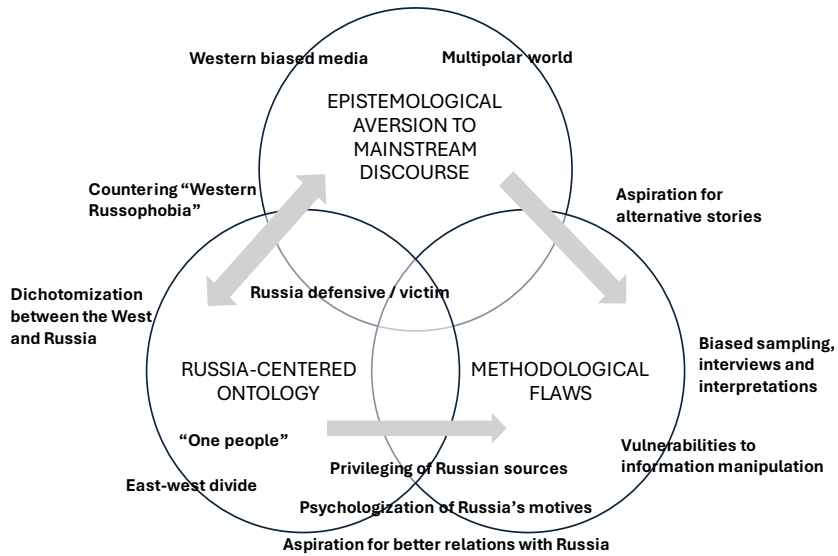 Western biased media
Multipolar world
EPISTEMOLOGICAL
AVERSION TO
MAINSTREAM
DISCOURSE
Countering “Western
Russophobia”
Aspiration for
alternative stories
Dichotomization
between the West
and Russia
Russia defensive / victim
Biased sampling,
interviews and
interpretations
RUSSIA-CENTERED
ONTOLOGY
METHODOLOGICAL
FLAWS
“One people”
Vulnerabilities to
information manipulation
Privileging of Russian sources
East-west divide
Psychologization of Russia’s motives
Aspiration for better relations with Russia